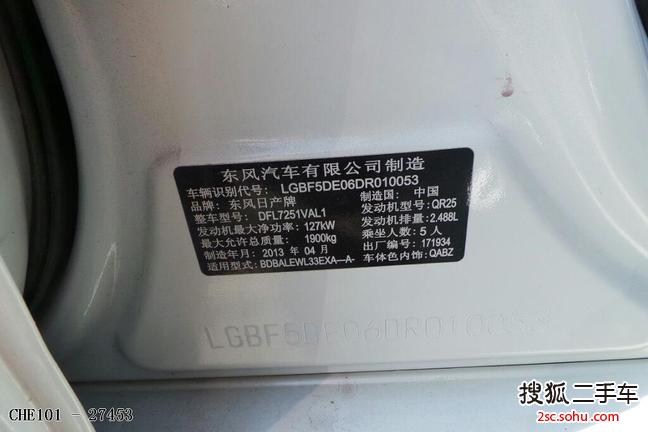 东风汽车有限公司制造
车辆识别代号: LGBF5DE06DR010053
品牌: 东风日产牌 制造国: 中国
整车型号: DFL7251VAL1 发动机型号: QR25
发动机最大净功率: 127kW 发动机排量: 2.488L
最大允许总质量: 1900kg 乘坐人数: 5 人
制造年月: 2013 年 04 月 出厂编号: 171934
适用型号: BDBALEWL33EXA—A- 车体色内饰: QABZ
LGBF5DE06DR010053
CHE101 - 27453
搜狐二手车
2sc.sohu.com